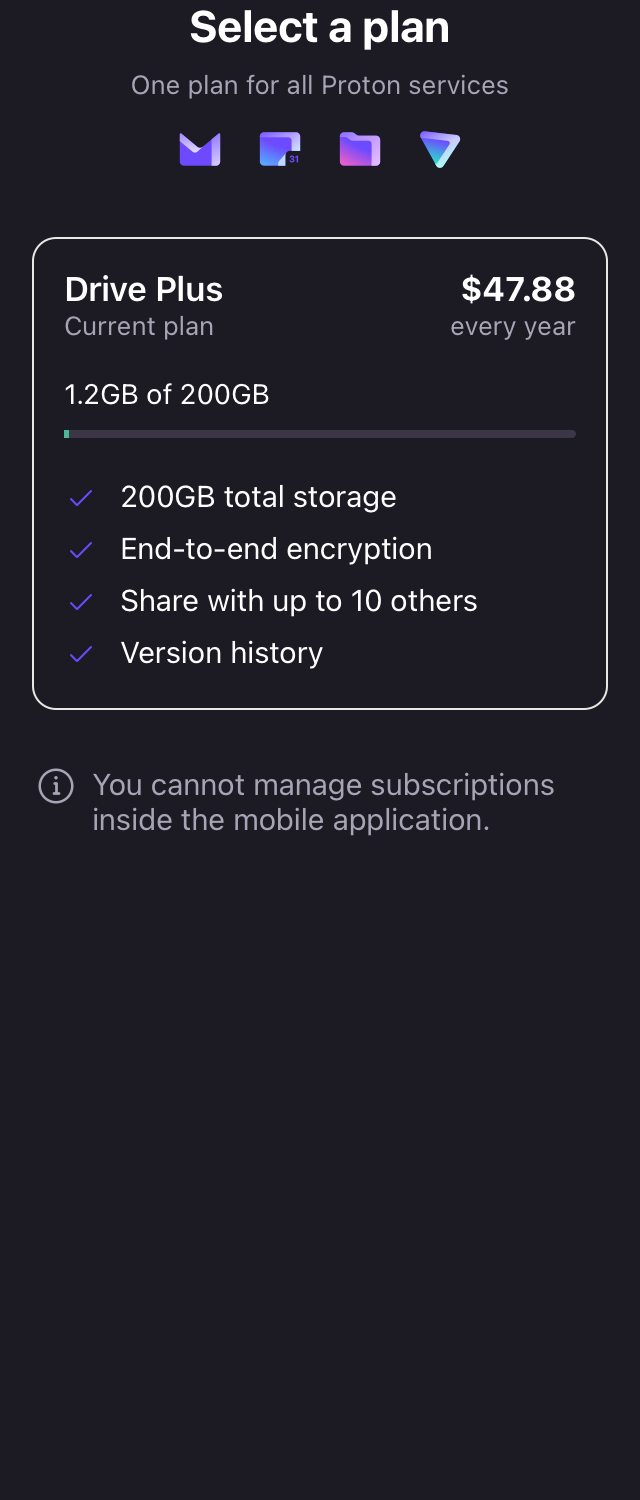 Select a plan
One plan for all Proton services
31
Drive Plus $47.88
Current plan every year
1.2GB of 200GB
200GB total storage
End-to-end encryption
Share with up to 10 others
Version history
You cannot manage subscriptions
inside the mobile application.